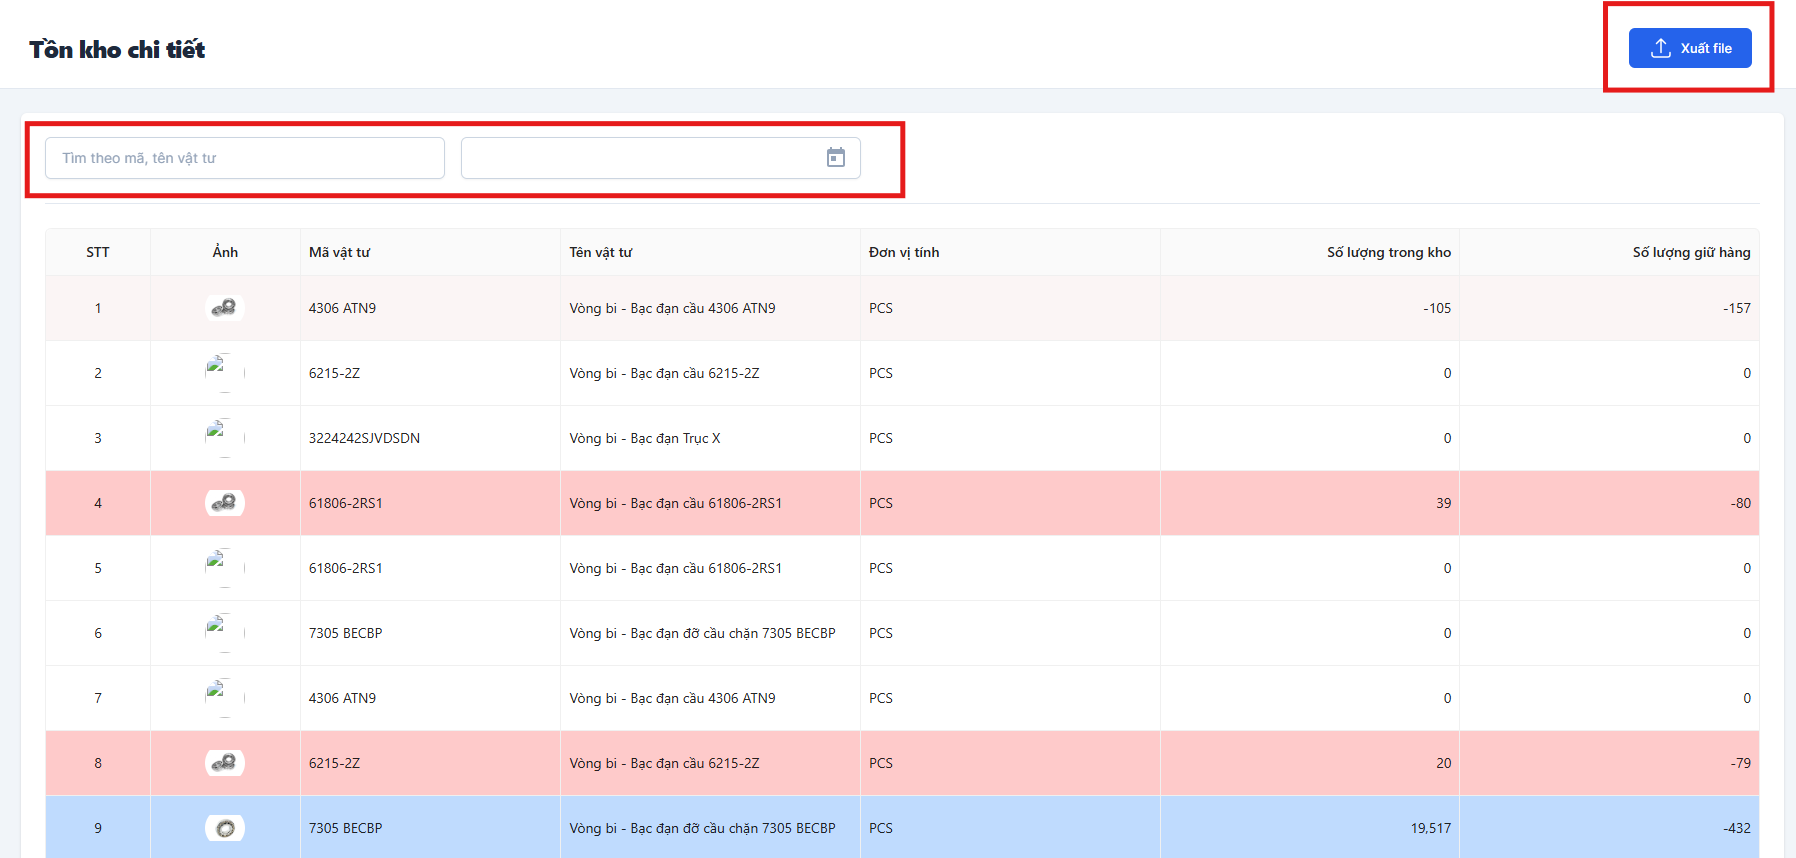 Tồn kho chi tiết
Xuất file
Tìm theo mã, tên vật tư
STT Ảnh Mã vật tư Tên vật tư Đơn vị tính Số lượng trong kho Số lượng giữ hàng
1 4306 ATN9 Vòng bi - Bạc đạn cầu 4306 ATN9 PCS -105 -157
2 6215-2Z Vòng bi - Bạc đạn cầu 6215-2Z PCS 0 0
3 3224242SJVDSDN Vòng bi - Bạc đạn Trục X PCS 0 0
4 61806-2RS1 Vòng bi - Bạc đạn cầu 61806-2RS1 PCS 39 -80
5 61806-2RS1 Vòng bi - Bạc đạn cầu 61806-2RS1 PCS 0 0
6 7305 BECBP Vòng bi - Bạc đạn đỡ cầu chặn 7305 BECBP PCS 0 0
7 4306 ATN9 Vòng bi - Bạc đạn cầu 4306 ATN9 PCS 0 0
8 6215-2Z Vòng bi - Bạc đạn cầu 6215-2Z PCS 20 -79
9 7305 BECBP Vòng bi - Bạc đạn đỡ cầu chặn 7305 BECBP PCS 19,517 -432